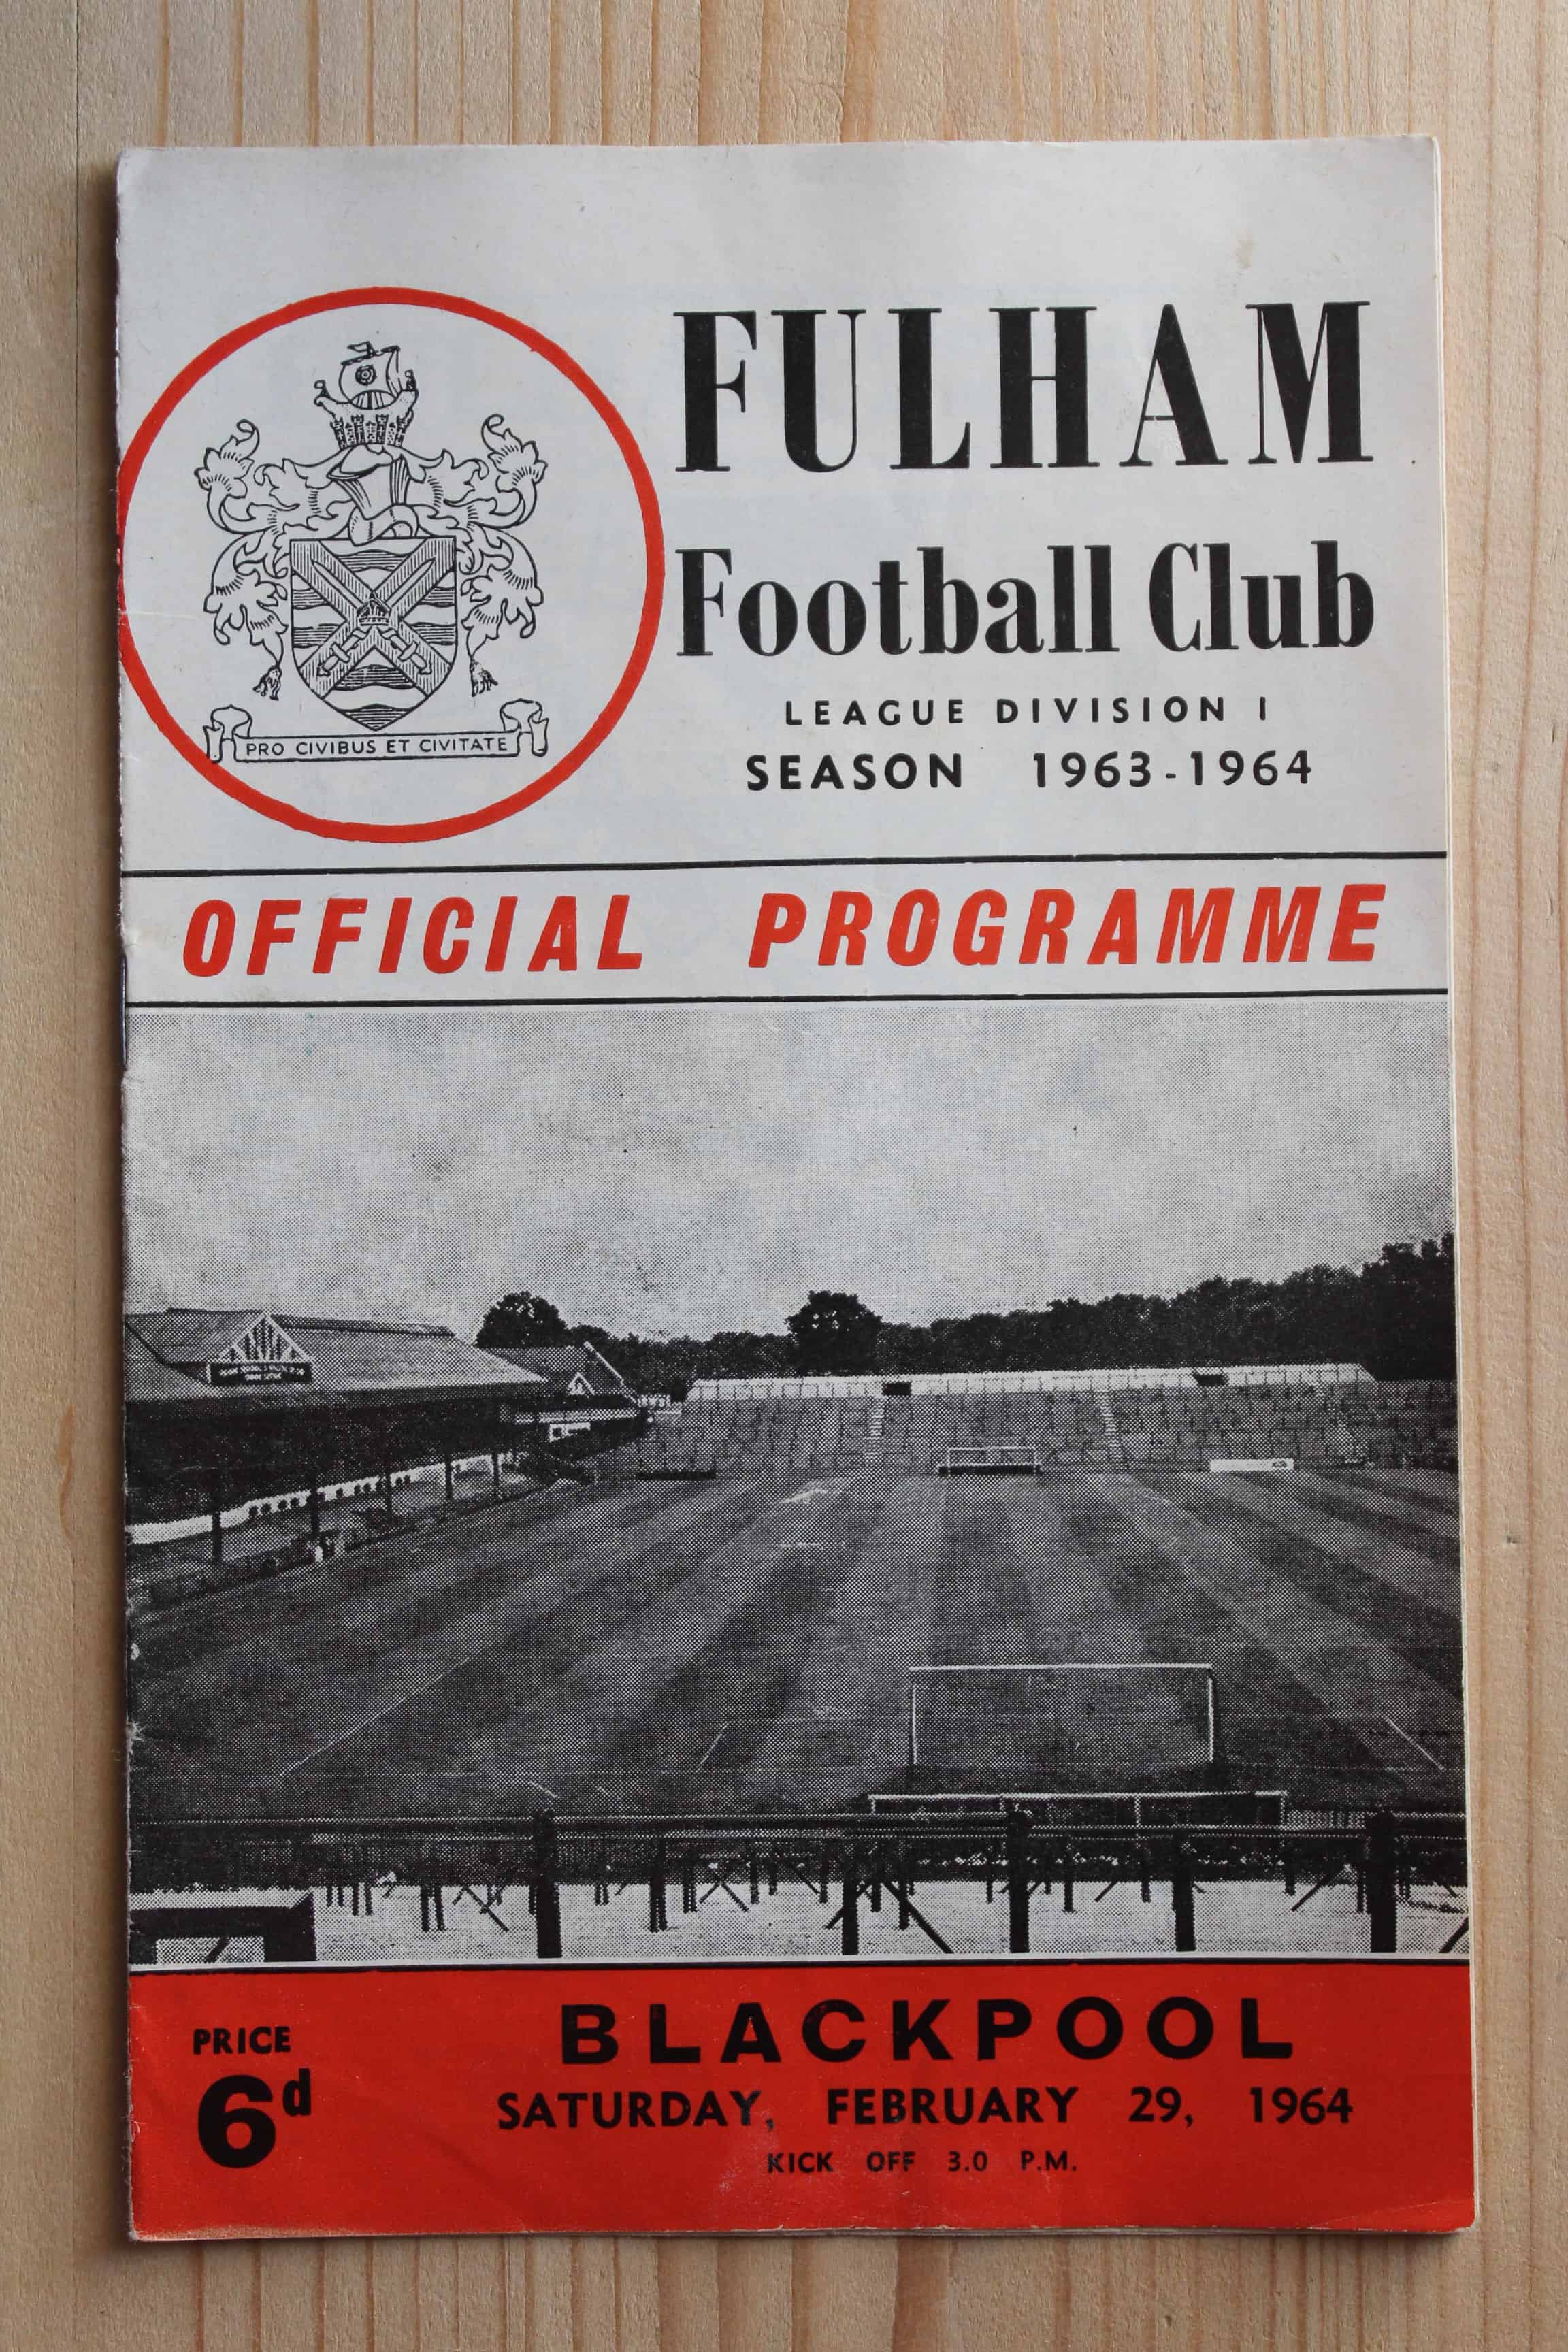 FULHAM
Football Club
LEAGUE DIVISION I
SEASON 1963-1964
PRO CIVIBUS ET CIVITATE
OFFICIAL PROGRAMME
PRICE
6d
BLACKPOOL
SATURDAY, FEBRUARY 29, 1964
KICK OFF 3.0 P.M.